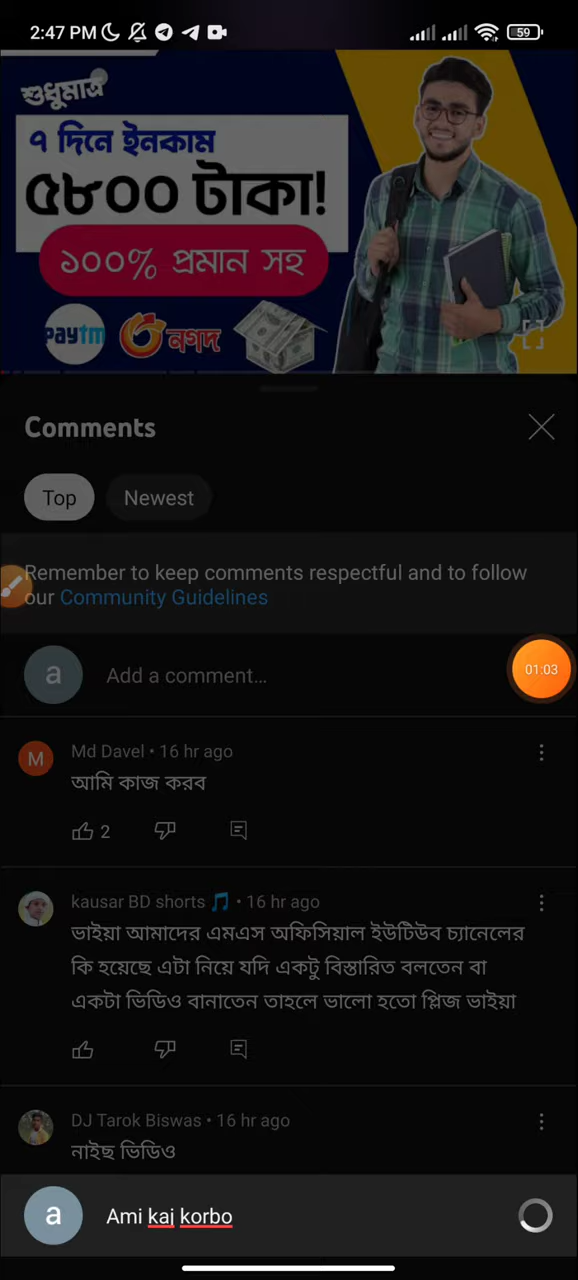 2:47 PM
59
শুধুমাত্র
৭ দিনে ইনকাম
৫৮০০ টাকা!
১০০% প্রমান সহ
paytm
নগদ
Comments
Top
Newest
Remember to keep comments respectful and to follow
our Community Guidelines
a
Add a comment...
01:03
M
Md Davel • 16 hr ago
আমি কাজ করব
2
kausar BD shorts 🎵 • 16 hr ago
ভাইয়া আমাদের এমএস অফিসিয়াল ইউটিউব চ্যানেলের
কি হয়েছে এটা নিয়ে যদি একটু বিস্তারিত বলতেন বা
একটা ভিডিও বানাতেন তাহলে ভালো হতো প্লিজ ভাইয়া
DJ Tarok Biswas • 16 hr ago
নাইছ ভিডিও
a
Ami kaj korbo